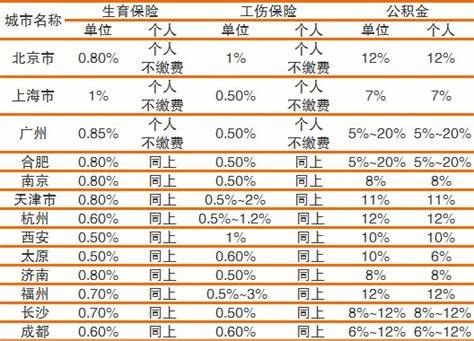 城市名称 生育保险 工伤保险 公积金
单位 个人 单位 个人 单位 个人
北京市 0.80% 个人不缴费 1% 个人不缴费 12% 12%
上海市 1% 个人不缴费 0.50% 个人不缴费 7% 7%
广州 0.85% 个人不缴费 0.50% 个人不缴费 5%~20% 5%~20%
合肥 0.80% 同上 0.50% 同上 5%~20% 5%~20%
南京 0.80% 同上 0.50% 同上 8% 8%
天津市 0.80% 同上 0.5%~2% 同上 11% 11%
杭州 0.60% 同上 0.5%~1.2% 同上 12% 12%
西安 0.50% 同上 1% 同上 10% 10%
太原 0.50% 同上 0.60% 同上 10% 6%
济南 0.80% 同上 0.50% 同上 8% 8%
福州 0.70% 同上 0.5%~3% 同上 12% 12%
长沙 0.70% 同上 0.50% 同上 8%~12% 8%~12%
成都 0.60% 同上 0.60% 同上 6%~12% 6%~12%